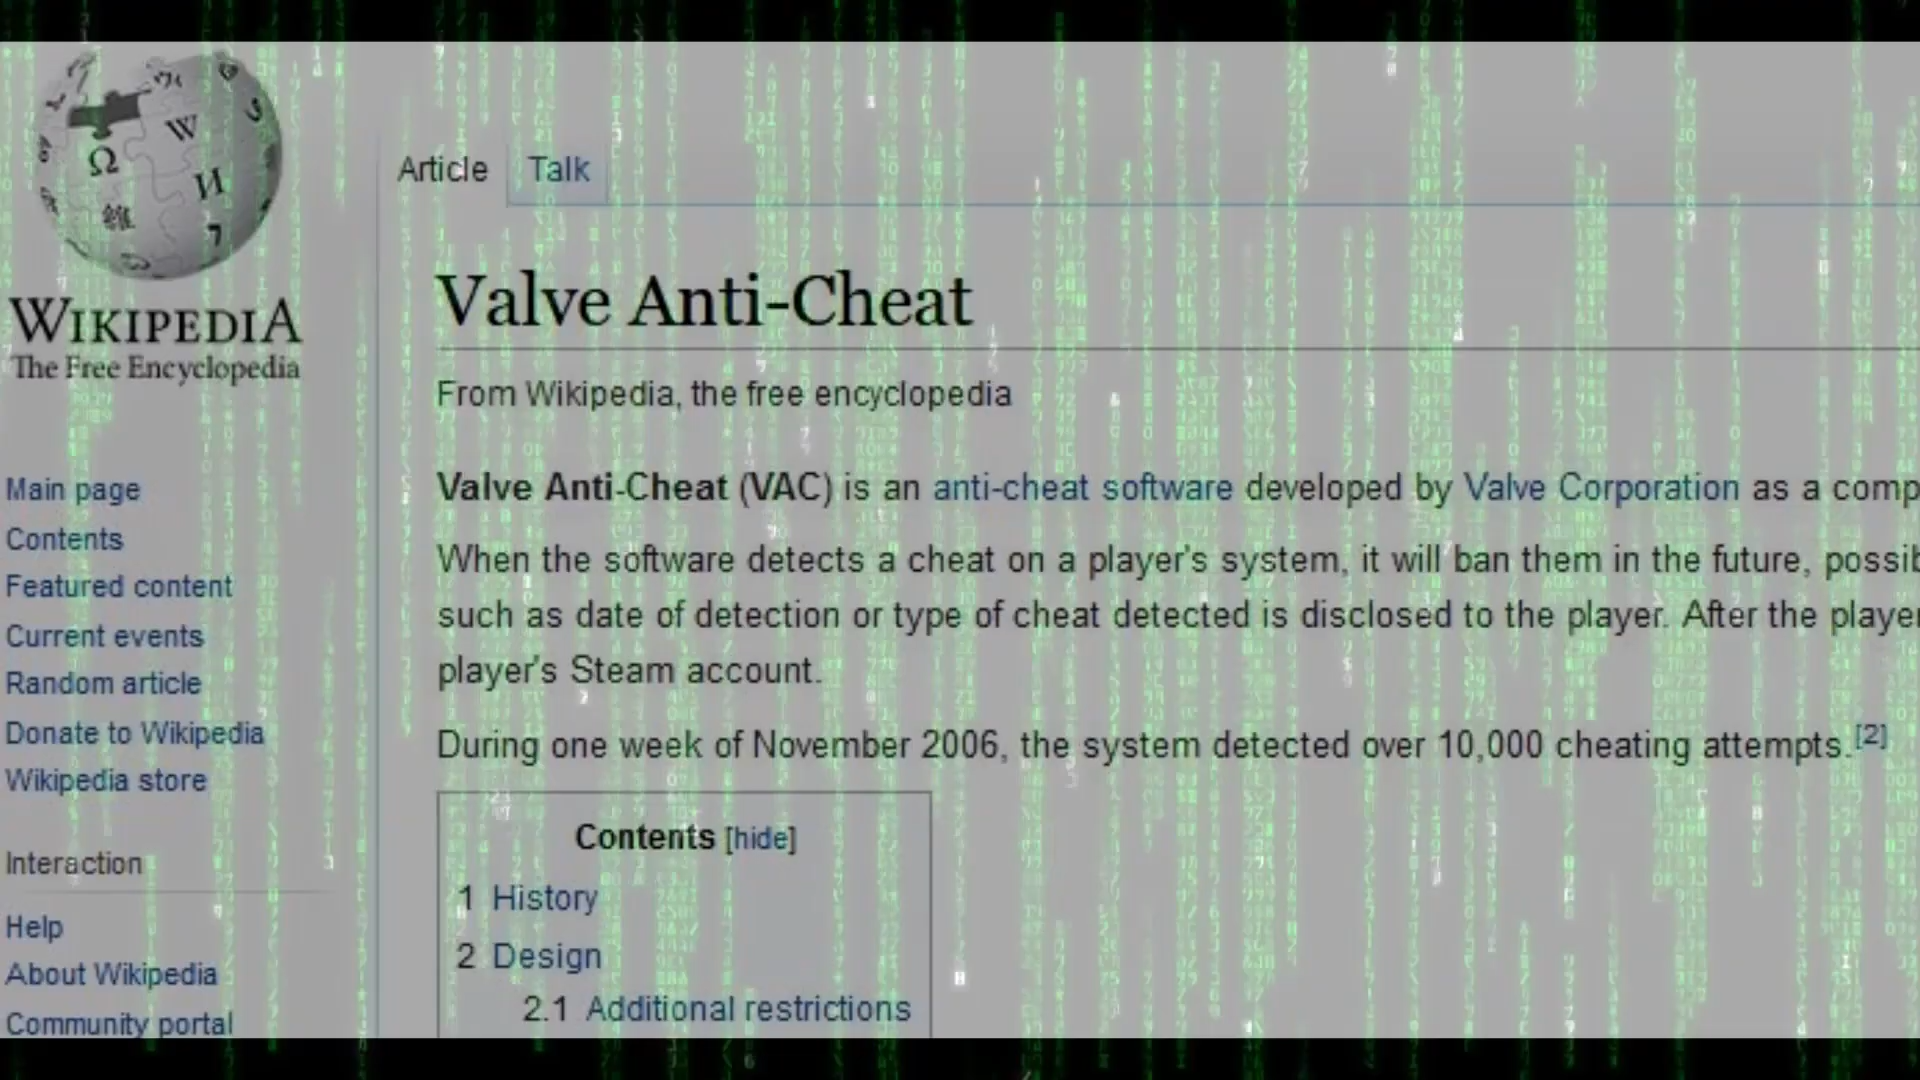 WIKIPEDIA
The Free Encyclopedia
Main page
Contents
Featured content
Current events
Random article
Donate to Wikipedia
Wikipedia store
Interaction
Help
About Wikipedia
Community portal
Article Talk
Valve Anti-Cheat
From Wikipedia, the free encyclopedia
Valve Anti-Cheat (VAC) is an anti-cheat software developed by Valve Corporation as a comp
When the software detects a cheat on a player's system, it will ban them in the future, possib
such as date of detection or type of cheat detected is disclosed to the player. After the player
player's Steam account.
During one week of November 2006, the system detected over 10,000 cheating attempts.[2]
Contents [hide]
1 History
2 Design
2.1 Additional restrictions